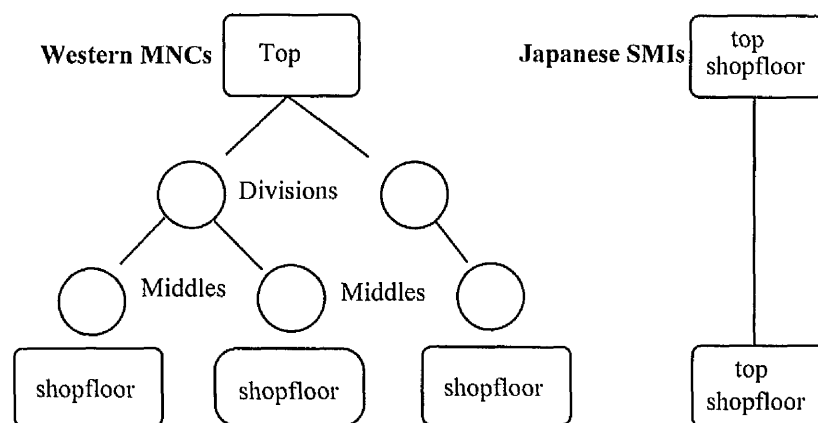 Western MNCs
Top
Japanese SMIs
top
shopfloor
Divisions
Middles
Middles
shopfloor
shopfloor
shopfloor
top
shopfloor